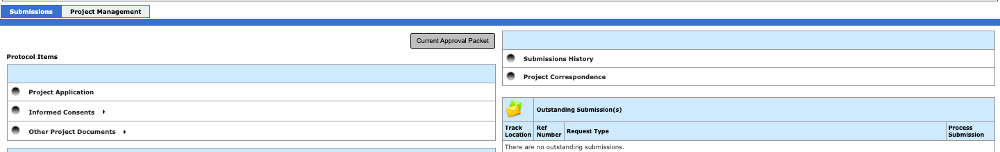 Submissions
Project Management
Current Approval Packet
Protocol Items
Project Application
Informed Consents
Other Project Documents
Submissions History
Project Correspondence
Outstanding Submission(s)
Track Location
Ref Number
Request Type
Process Submission
There are no outstanding submissions.